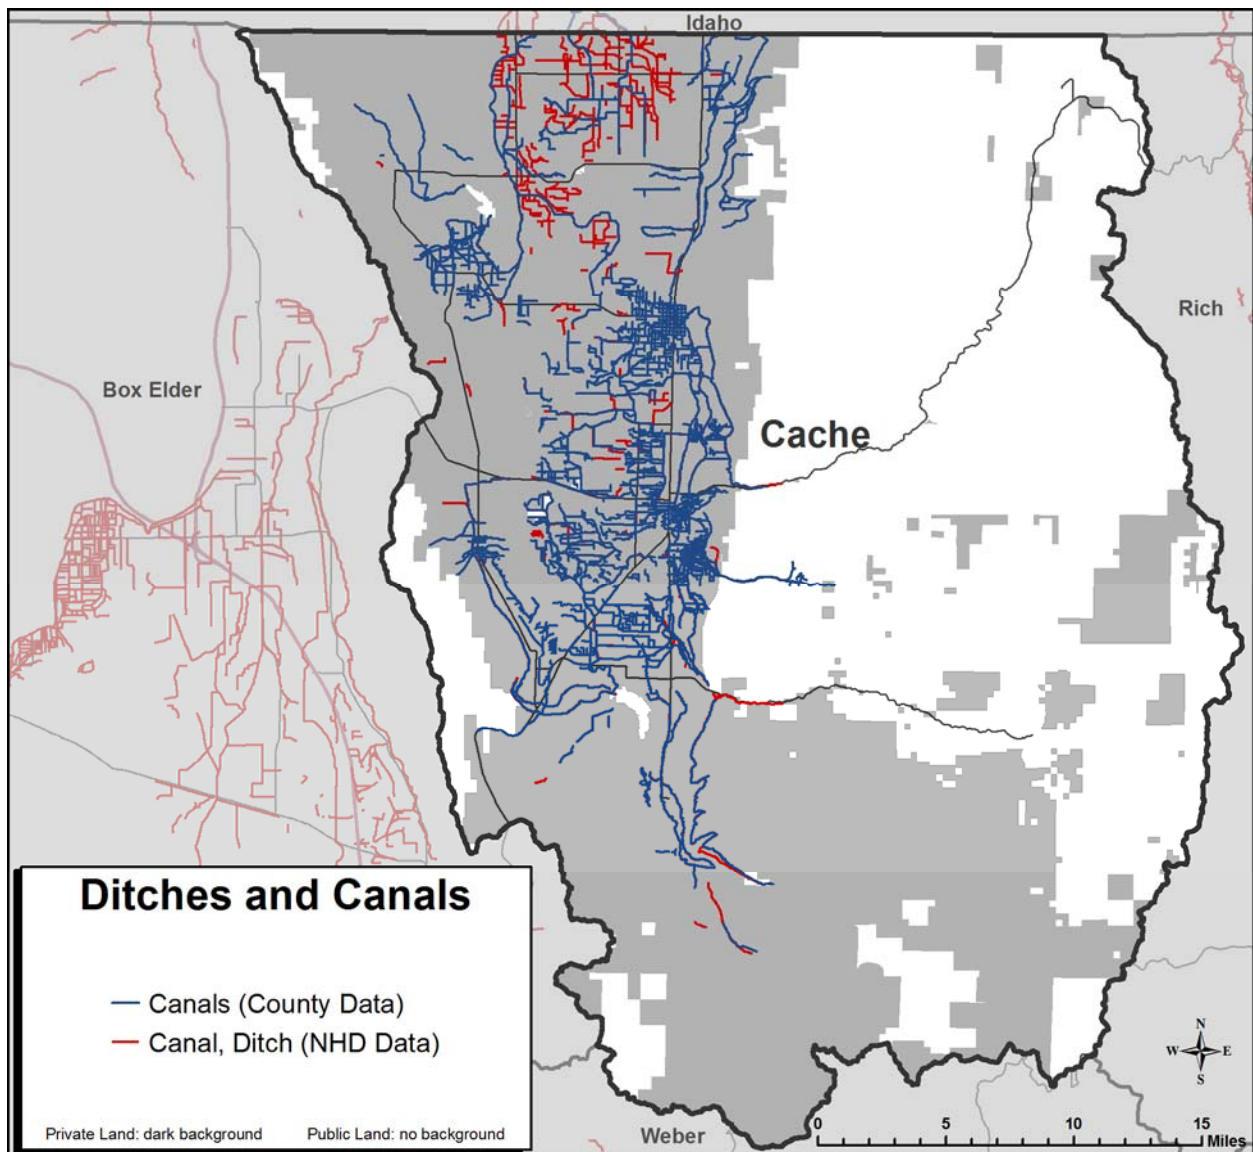 Idaho
Rich
Box Elder
Cache
Ditches and Canals
Canals (County Data)
Canal, Ditch (NHD Data)
Private Land: dark background Public Land: no background
Weber
N
W E
S
0 5 10 15
Miles